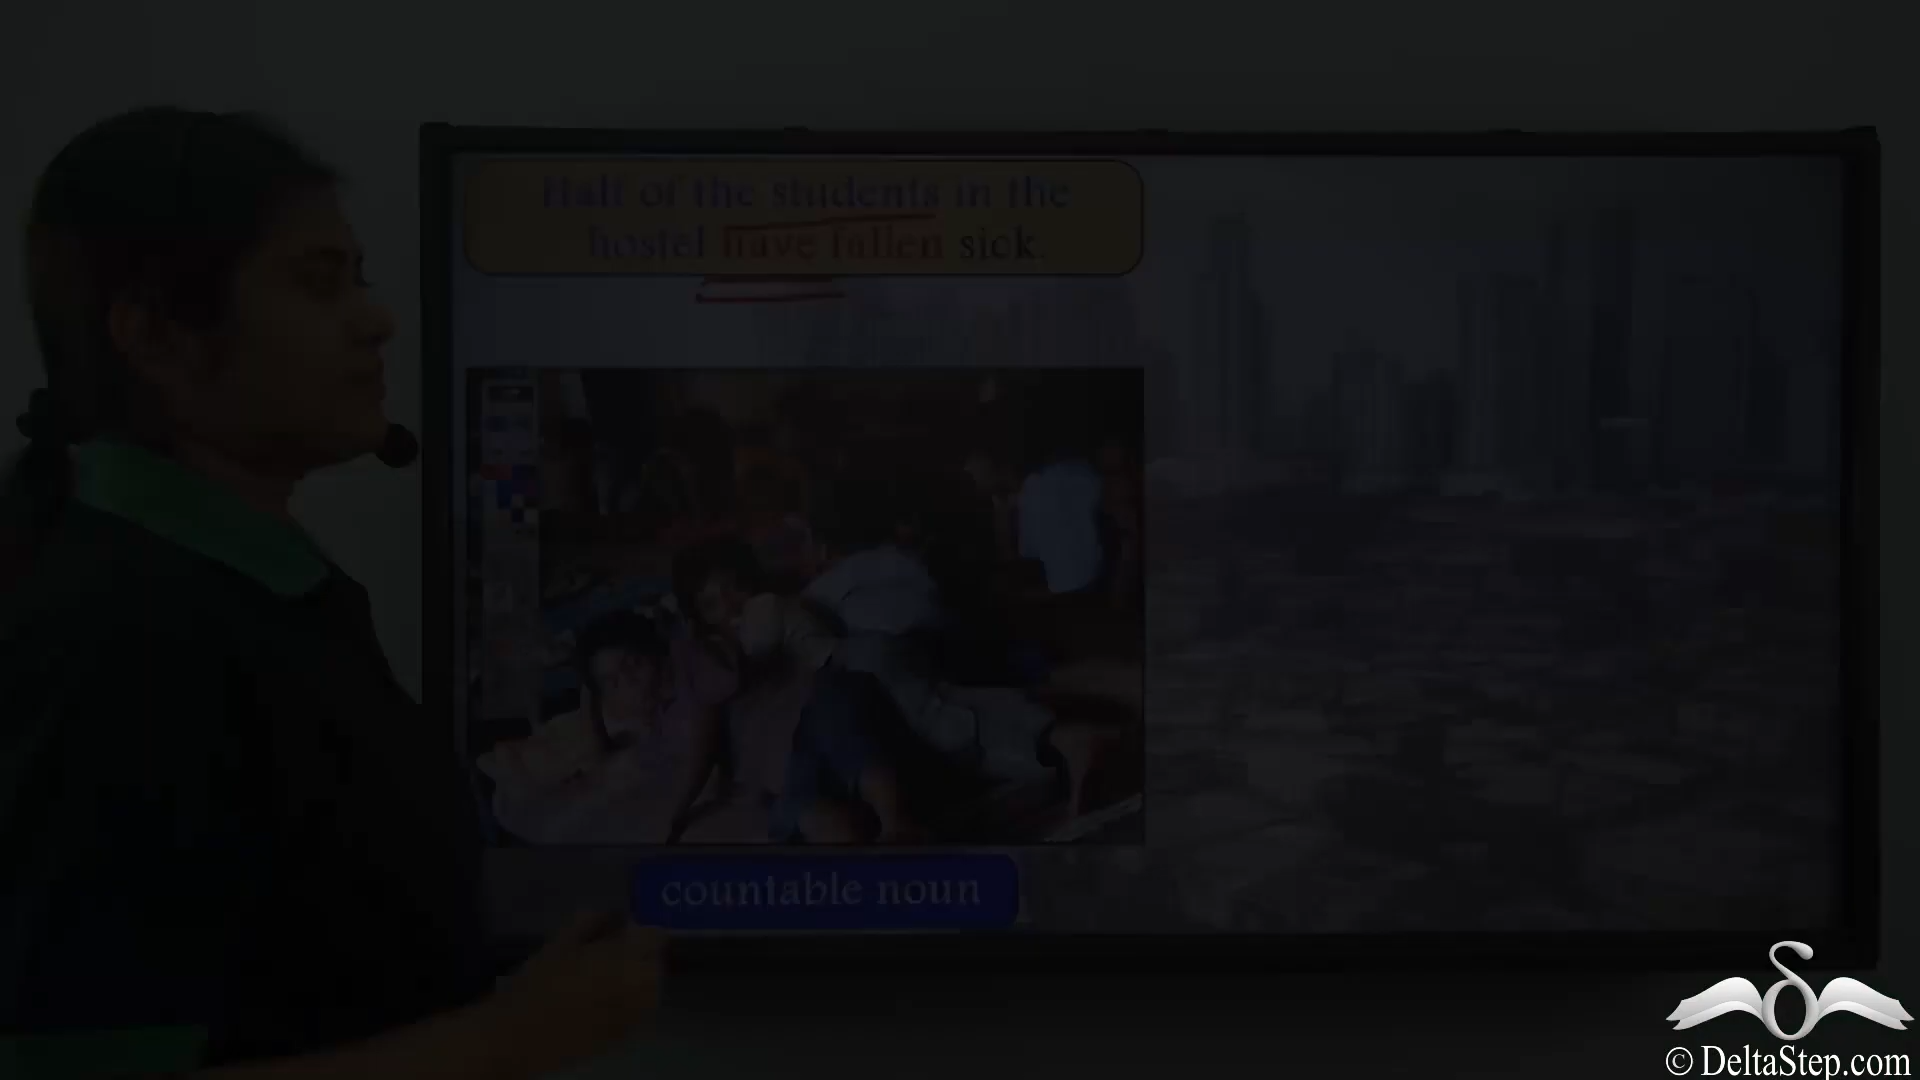 Half of the students in the
hostel have fallen sick.
countable noun
© DeltaStep.com